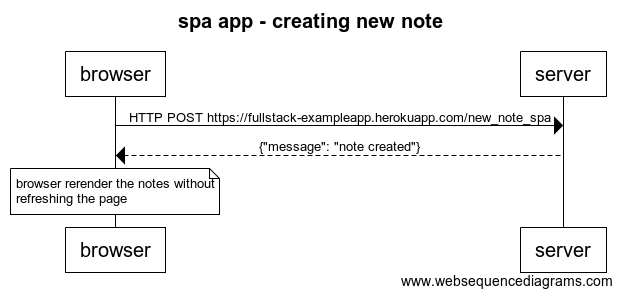 spa app - creating new note
browser
server
HTTP POST https://fullstack-exampleapp.herokuapp.com/new_note_spa
{"message": "note created"}
browser rerender the notes without
refreshing the page
browser
server
www.websequencediagrams.com